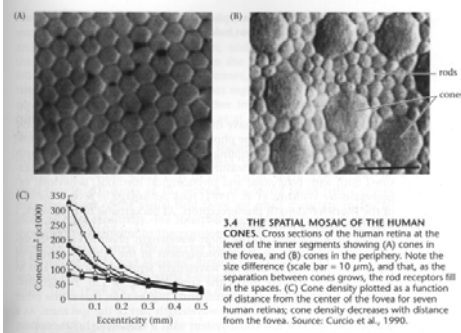 (A)
(B)
rods
cones
(C)
350
300
250
200
150
100
50
0
Cones/mm² (×1000)
0.1 0.2 0.3 0.4 0.5
Eccentricity (mm)
3.4 THE SPATIAL MOSAIC OF THE HUMAN
CONES. Cross sections of the human retina at the
level of the inner segments showing (A) cones in
the fovea, and (B) cones in the periphery. Note the
size difference (scale bar = 10 μm), and that, as the
separation between cones grows, the rod receptors fill
in the spaces. (C) Cone density plotted as a function
of distance from the center of the fovea for seven
human retinas; cone density decreases with distance
from the fovea. Source: Curcio et al., 1990.